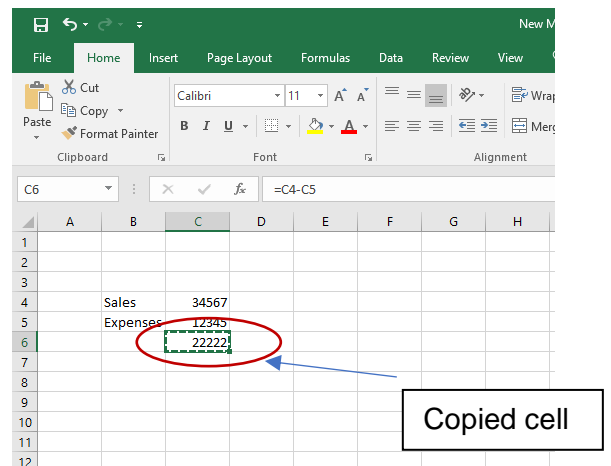 New M
File Home Insert Page Layout Formulas Data Review View
Cut
Calibri 11 A A Wrap
Paste Copy
Format Painter B I U A Merg
Clipboard Font Alignment
C6 fx =C4-C5
A B C D E F G H
1
2
3
4 Sales 34567
5 Expenses 12345
6 22222
7
8
9
10
11
12
Copied cell